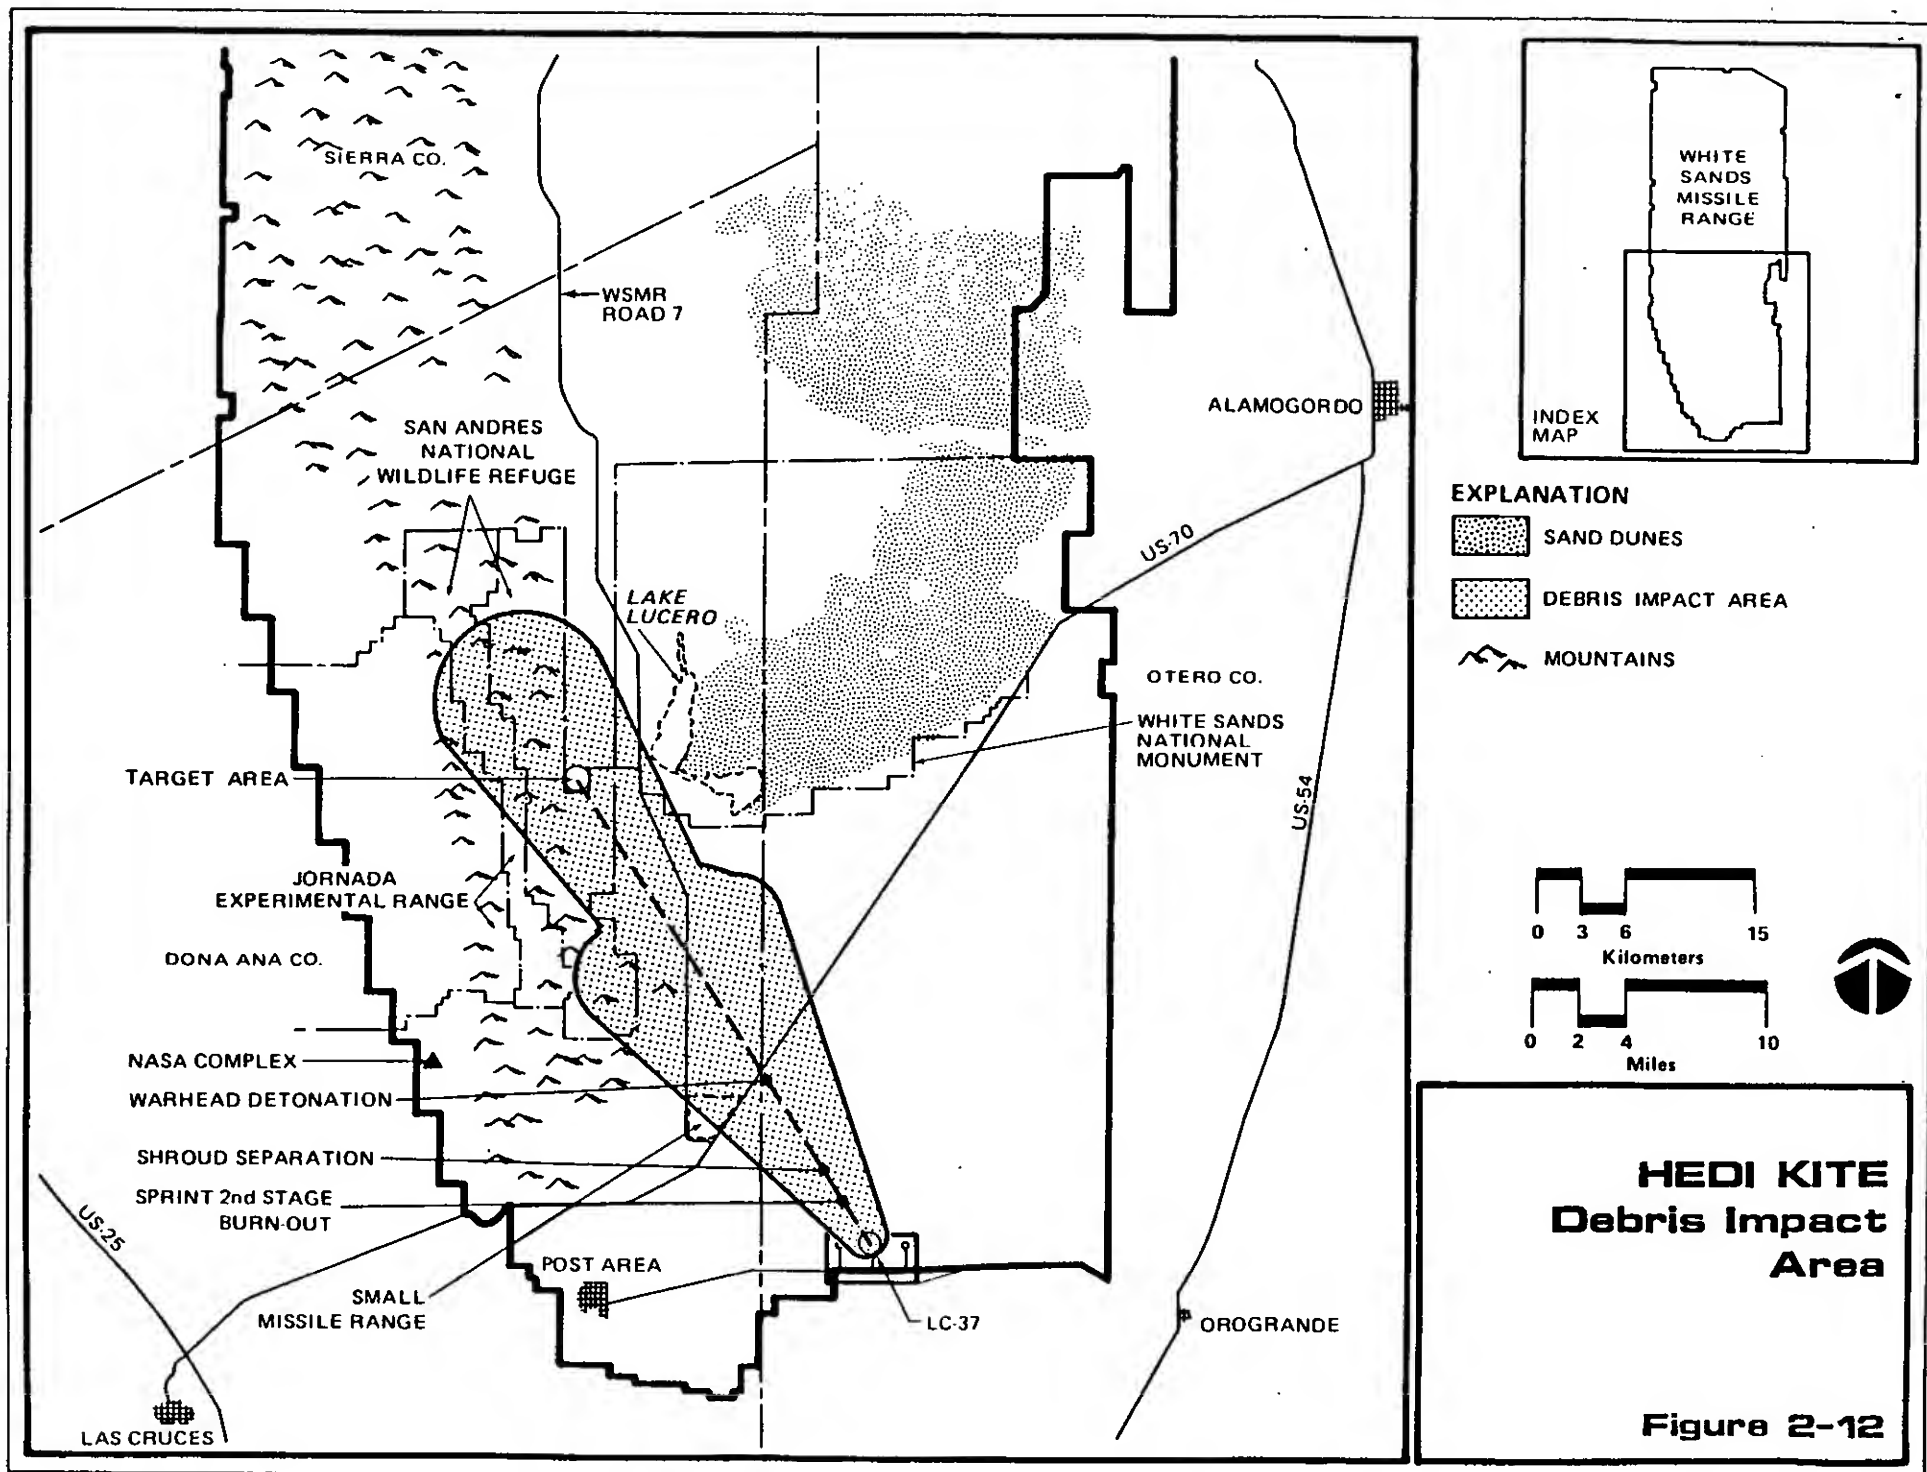 SIERRA CO.
WSMR
ROAD 7
SAN ANDRES
NATIONAL
WILDLIFE REFUGE
ALAMOGORDO
US-70
LAKE
LUCERO
OTERO CO.
WHITE SANDS
NATIONAL
MONUMENT
TARGET AREA
US-54
JORNADA
EXPERIMENTAL RANGE
DONA ANA CO.
NASA COMPLEX
WARHEAD DETONATION
SHROUD SEPARATION
SPRINT 2nd STAGE
BURN-OUT
US-25
POST AREA
SMALL
MISSILE RANGE
LC-37
OROGRANDE
LAS CRUCES
WHITE
SANDS
MISSILE
RANGE
INDEX
MAP
EXPLANATION
SAND DUNES
DEBRIS IMPACT AREA
MOUNTAINS
0 3 6 15
Kilometers
0 2 4 10
Miles
HEDI KITE
Debris Impact
Area
Figure 2-12